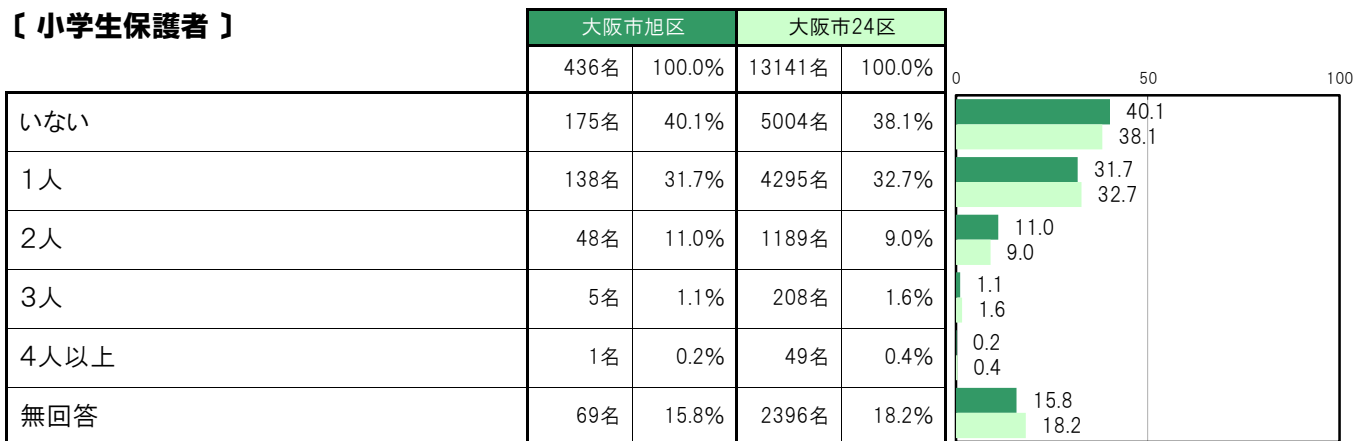 〔 小学生保護者 〕
大阪市旭区 大阪市24区
436名 100.0% 13141名 100.0%
0 50 100
いない 175名 40.1% 5004名 38.1% 40.1
38.1
1人 138名 31.7% 4295名 32.7% 31.7
32.7
2人 48名 11.0% 1189名 9.0% 11.0
9.0
3人 5名 1.1% 208名 1.6% 1.1
1.6
4人以上 1名 0.2% 49名 0.4% 0.2
0.4
無回答 69名 15.8% 2396名 18.2% 15.8
18.2